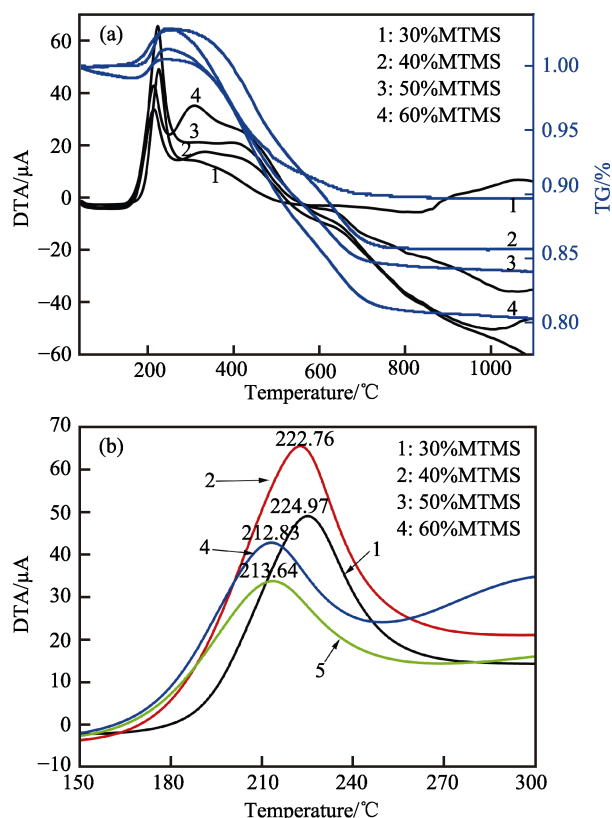 (a)
1: 30%MTMS
2: 40%MTMS
3: 50%MTMS
4: 60%MTMS
60
40
20
0
−20
−40
−60
DTA/μA
1.00
0.95
0.90
0.85
0.80
TG/%
4
3
2
1
1
2
3
4
200 400 600 800 1000
Temperature/℃
(b)
1: 30%MTMS
2: 40%MTMS
3: 50%MTMS
4: 60%MTMS
70
60
50
40
30
20
10
0
−10
DTA/μA
222.76
2
224.97
212.83
4
1
213.64
5
150 180 210 240 270 300
Temperature/℃